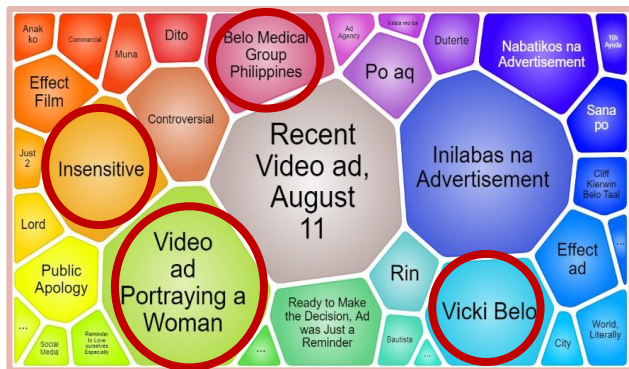 Anak
ko
Commercial
Muna
Dito
Belo Medical
Group
Philippines
Ad
Agency
Kilala mo ba
Duterte
Nabatikos na
Advertisement
10k
Ayuda
Effect
Film
Controversial
Po aq
Sana
po
Just
2
Insensitive
Recent
Video ad,
August
11
Inilabas na
Advertisement
Cliff
Kierwin
Belo Taal
Lord
Video
ad
Portraying a
Woman
Public
Apology
Rin
Vicki Belo
Effect
ad
...
...
Social
Media
Reminder
to Love
ourselves
Especially
...
Ready to Make
the Decision, Ad
was Just a
Reminder
Bautista
...
City
World,
Literally